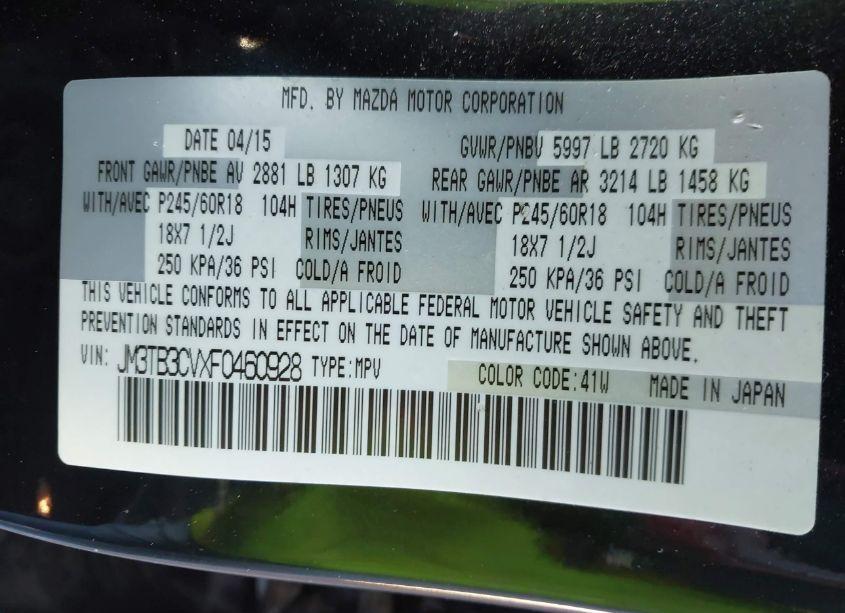 MFD. BY MAZDA MOTOR CORPORATION
DATE 04/15 GVWR/PNBV 5997 LB 2720 KG
FRONT GAWR/PNBE AV 2881 LB 1307 KG REAR GAWR/PNBE AR 3214 LB 1458 KG
WITH/AVEC P245/60R18 104H TIRES/PNEUS WITH/AVEC P245/60R18 104H TIRES/PNEUS
18X7 1/2J RIMS/JANTES 18X7 1/2J RIMS/JANTES
250 KPA/36 PSI COLD/A FROID 250 KPA/36 PSI COLD/A FROID
THIS VEHICLE CONFORMS TO ALL APPLICABLE FEDERAL MOTOR VEHICLE SAFETY AND THEFT
PREVENTION STANDARDS IN EFFECT ON THE DATE OF MANUFACTURE SHOWN ABOVE.
VIN: JM3TB3CVXF0460928 TYPE:MPV COLOR CODE:41W MADE IN JAPAN